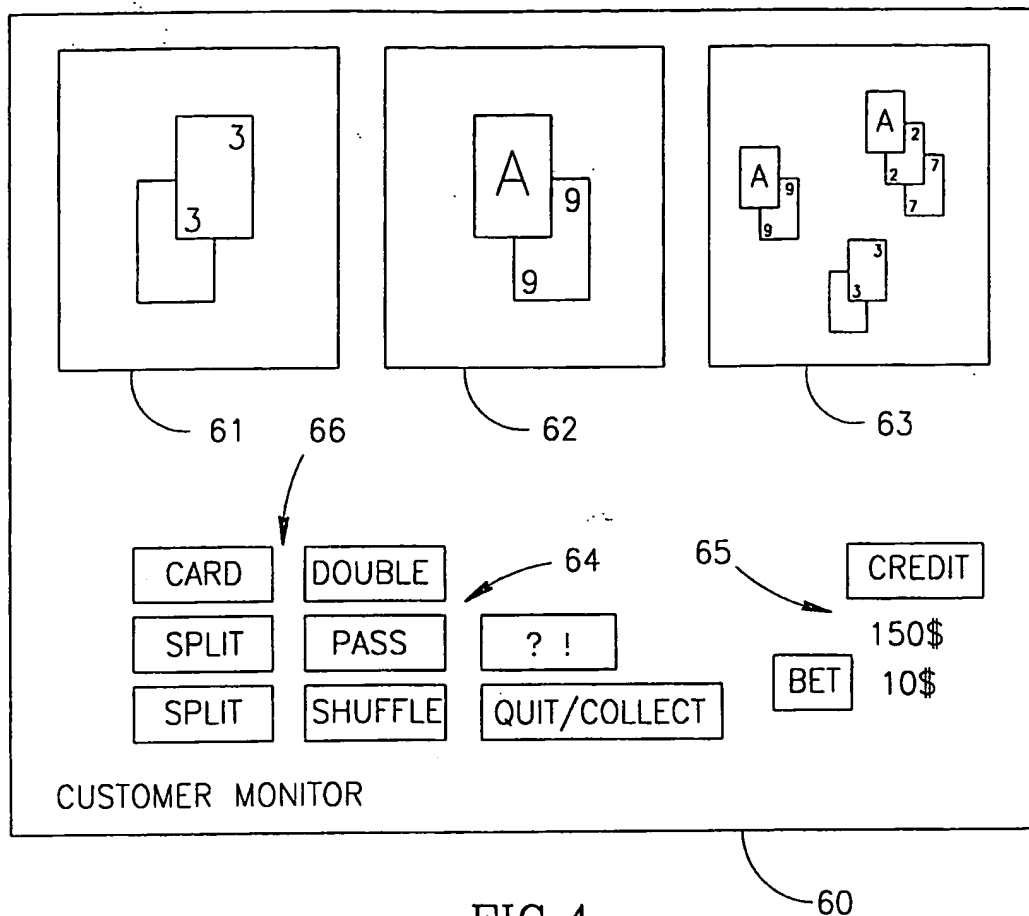 3
3
A
9
9
A
9
9
A
2
2
7
7
3
3
61
62
63
66
64
65
CARD
DOUBLE
CREDIT
SPLIT
PASS
? !
150$
BET
10$
SPLIT
SHUFFLE
QUIT/COLLECT
CUSTOMER MONITOR
60